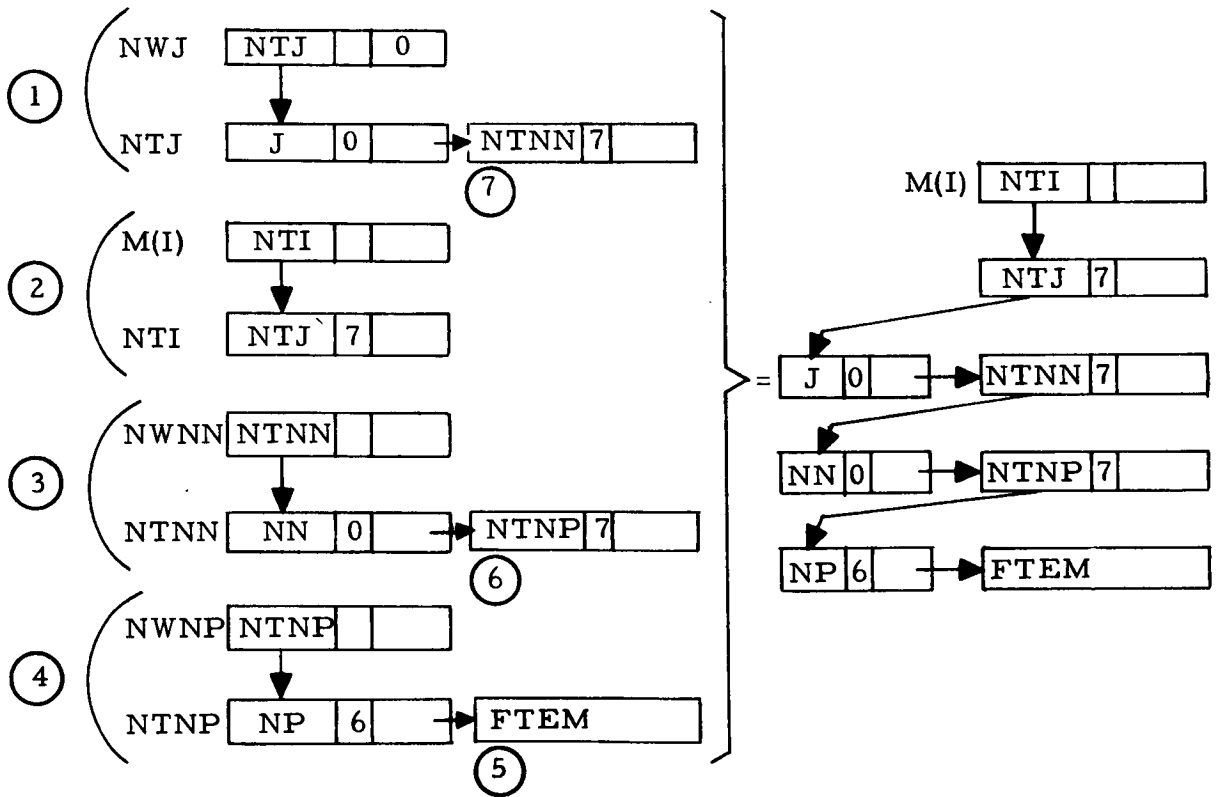 NWJ NTJ 0
1
NTJ J 0 NTNN 7
7
M(I) NTI
2
NTI NTJ 7
NWNN NTNN
3
NTNN NN 0 NTNP 7
6
NWNP NTNP
4
NTNP NP 6 FTEM
5
=
M(I) NTI
NTJ 7
J 0 NTNN 7
NN 0 NTNP 7
NP 6 FTEM